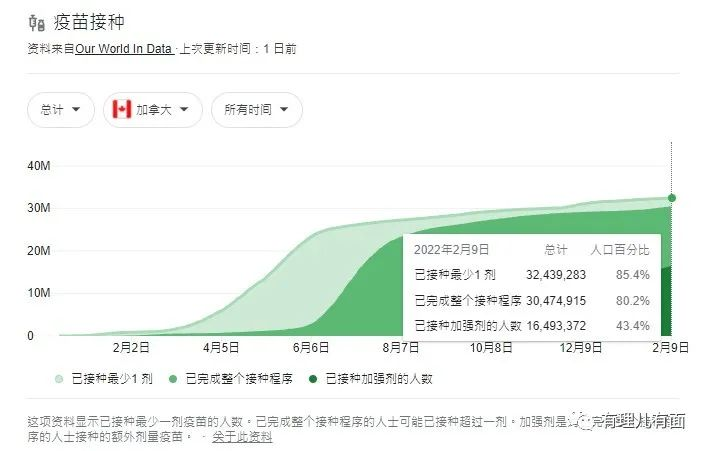 疫苗接种
资料来自Our World In Data · 上次更新时间：1 日前
总计 加拿大 所有时间
40M
30M
20M
10M
0
2022年2月9日 总计 人口百分比
已接种最少1 剂 32,439,283 85.4%
已完成整个接种程序 30,474,915 80.2%
已接种加强剂的人数 16,493,372 43.4%
2月2日 4月5日 6月6日 8月7日 10月8日 12月9日 2月9日
已接种最少1 剂 已完成整个接种程序 已接种加强剂的人数
这项资料显示已接种最少一剂疫苗的人数。已完成整个接种程序的人士可能已接种超过一剂。加强剂是 完
序的人士接种的额外剂量疫苗。 · 关于此资料
有理儿有面